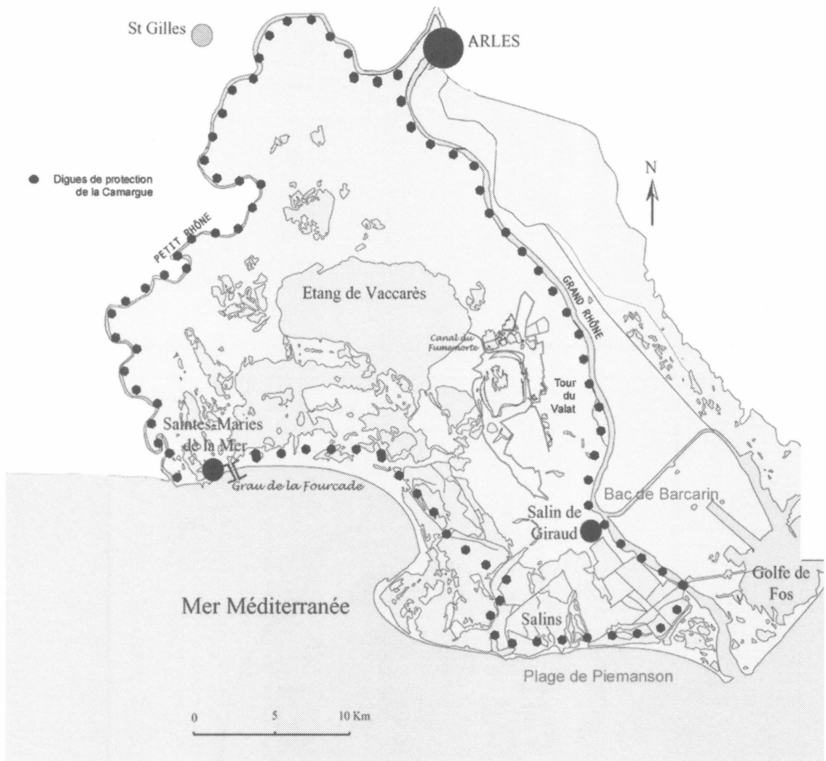 St Gilles
ARLES
N
Digues de protection
de la Camargue
PETIT RHÔNE
Etang de Vaccarès
GRAND RHÔNE
Canal du
Fumemorte
Tour
du
Valat
Saintes-Maries
de la Mer
Grau de la Fourcade
Bac de Barcarin
Salin de
Giraud
Golfe de
Fos
Mer Méditerranée
Salins
Plage de Piemanson
0 5 10 Km